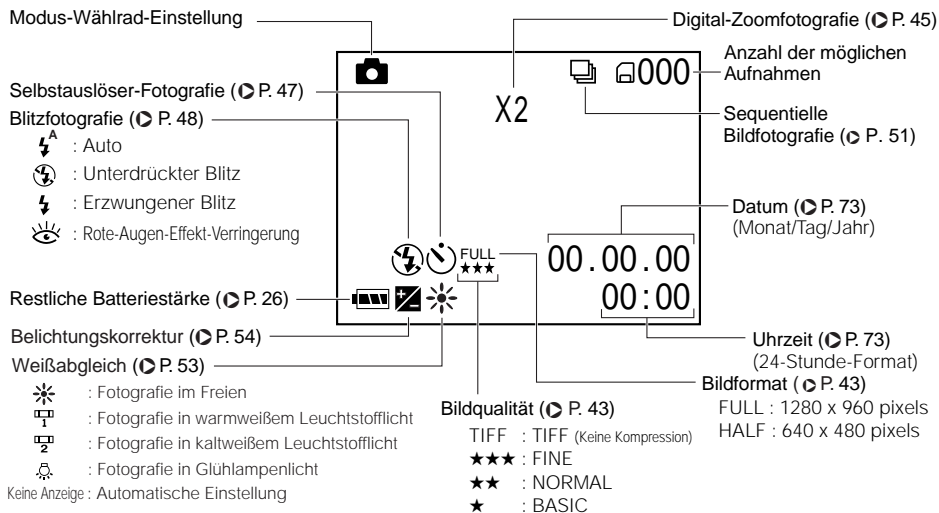 Modus-Wählrad-Einstellung
Selbstauslöser-Fotografie ( P. 47)
Blitzfotografie ( P. 48)
A : Auto
: Unterdrückter Blitz
: Erzwungener Blitz
: Rote-Augen-Effekt-Verringerung
Restliche Batteriestärke ( P. 26)
Belichtungskorrektur ( P. 54)
Weißabgleich ( P. 53)
: Fotografie im Freien
1 : Fotografie in warmweißem Leuchtstofflicht
2 : Fotografie in kaltweißem Leuchtstofflicht
: Fotografie in Glühlampenlicht
Keine Anzeige : Automatische Einstellung
000
X2
FULL
★★★
00.00.00
00:00
Digital-Zoomfotografie ( P. 45)
Anzahl der möglichen
Aufnahmen
Sequentielle
Bildfotografie ( P. 51)
Datum ( P. 73)
(Monat/Tag/Jahr)
Uhrzeit ( P. 73)
(24-Stunde-Format)
Bildformat ( P. 43)
FULL : 1280 x 960 pixels
HALF : 640 x 480 pixels
Bildqualität ( P. 43)
TIFF : TIFF (Keine Kompression)
★★★ : FINE
★★ : NORMAL
★ : BASIC